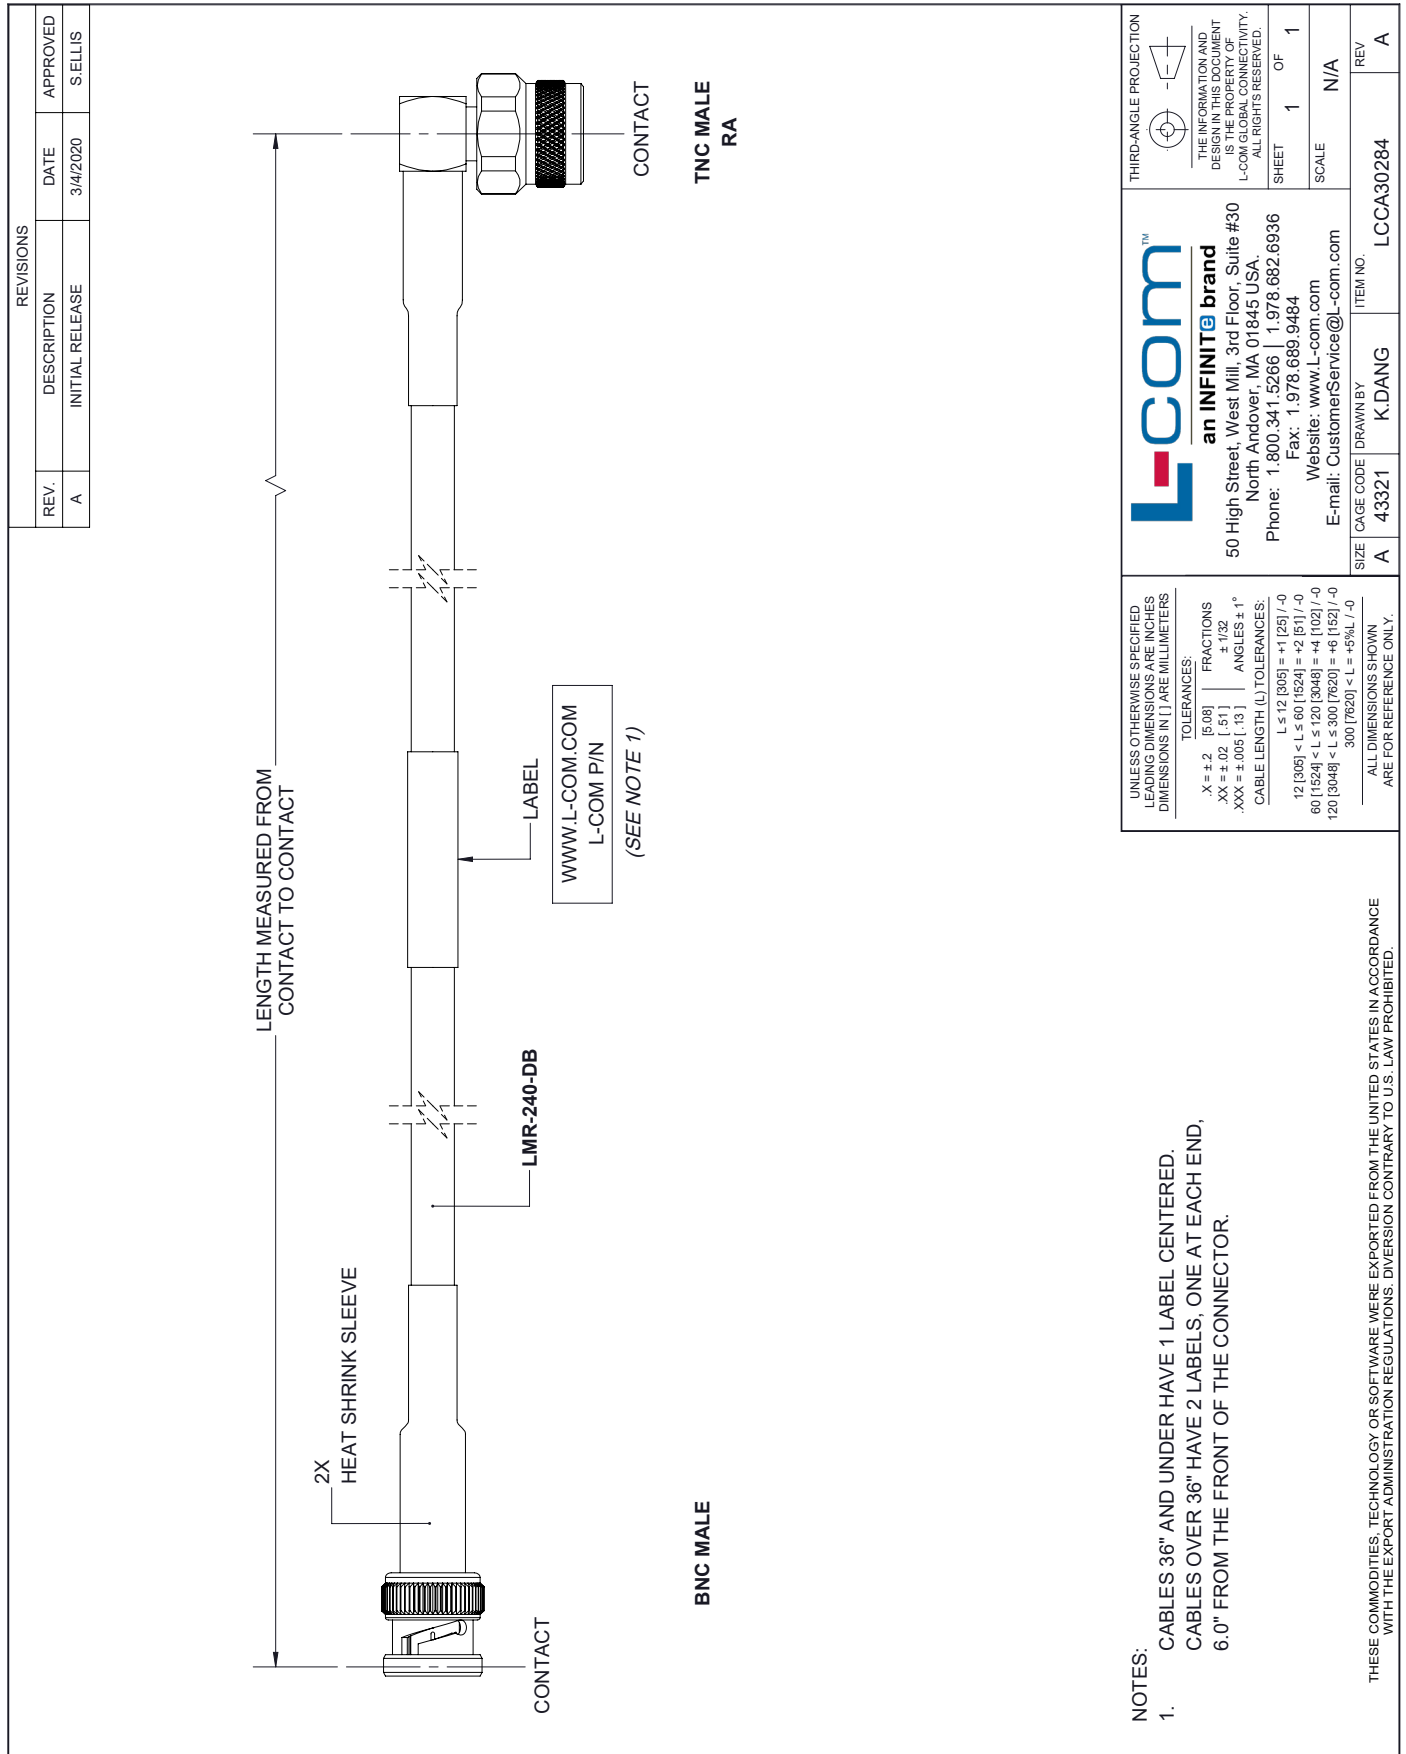 REVISIONS
REV.
DESCRIPTION
DATE
APPROVED
A
INITIAL RELEASE
3/4/2020
S.ELLIS
LENGTH MEASURED FROM
CONTACT TO CONTACT
2X
HEAT SHRINK SLEEVE
LMR-240-DB
LABEL
WWW.L-COM.COM
L-COM P/N
(SEE NOTE 1)
CONTACT
BNC MALE
CONTACT
TNC MALE
RA
NOTES:
1. CABLES 36" AND UNDER HAVE 1 LABEL CENTERED.
CABLES OVER 36" HAVE 2 LABELS, ONE AT EACH END,
6.0" FROM THE FRONT OF THE CONNECTOR.
THESE COMMODITIES, TECHNOLOGY OR SOFTWARE WERE EXPORTED FROM THE UNITED STATES IN ACCORDANCE
WITH THE EXPORT ADMINISTRATION REGULATIONS. DIVERSION CONTRARY TO U.S. LAW PROHIBITED.
UNLESS OTHERWISE SPECIFIED
LEADING DIMENSIONS ARE INCHES
DIMENSIONS IN [ ] ARE MILLIMETERS
TOLERANCES:
.X = ± .2 [5.08] FRACTIONS
.XX = ± .02 [ .51 ] ± 1/32
.XXX = ± .005 [ .13 ] ANGLES ± 1°
CABLE LENGTH (L) TOLERANCES:
L ≤ 12 [305] = +1 [25] / -0
12 [305] < L ≤ 60 [1524] = +2 [51] / -0
60 [1524] < L ≤ 120 [3048] = +4 [102] / -0
120 [3048] < L ≤ 300 [7620] = +6 [152] / -0
300 [7620] < L = +5%L / -0
ALL DIMENSIONS SHOWN
ARE FOR REFERENCE ONLY.
L-com™
an INFINITe brand
50 High Street, West Mill, 3rd Floor, Suite #30
North Andover, MA 01845 USA.
Phone: 1.800.341.5266 | 1.978.682.6936
Fax: 1.978.689.9484
Website: www.L-com.com
E-mail: CustomerService@L-com.com
THIRD-ANGLE PROJECTION
THE INFORMATION AND
DESIGN IN THIS DOCUMENT
IS THE PROPERTY OF
L-COM GLOBAL CONNECTIVITY.
ALL RIGHTS RESERVED.
SHEET 1 OF 1
SCALE N/A
SIZE A
CAGE CODE 43321
DRAWN BY K.DANG
ITEM NO. LCCA30284
REV A